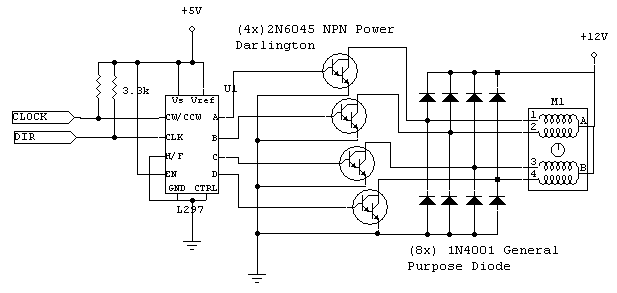 +5V
(4x)2N6045 NPN Power
Darlington
+12V
3.3k
U1
Vs Vref
M1
CLOCK
CW/CCW
A
1
A
2
DIR
CLK
B
H/F
C
3
B
EN
D
4
GND CTRL
L297
(8x) 1N4001 General
Purpose Diode